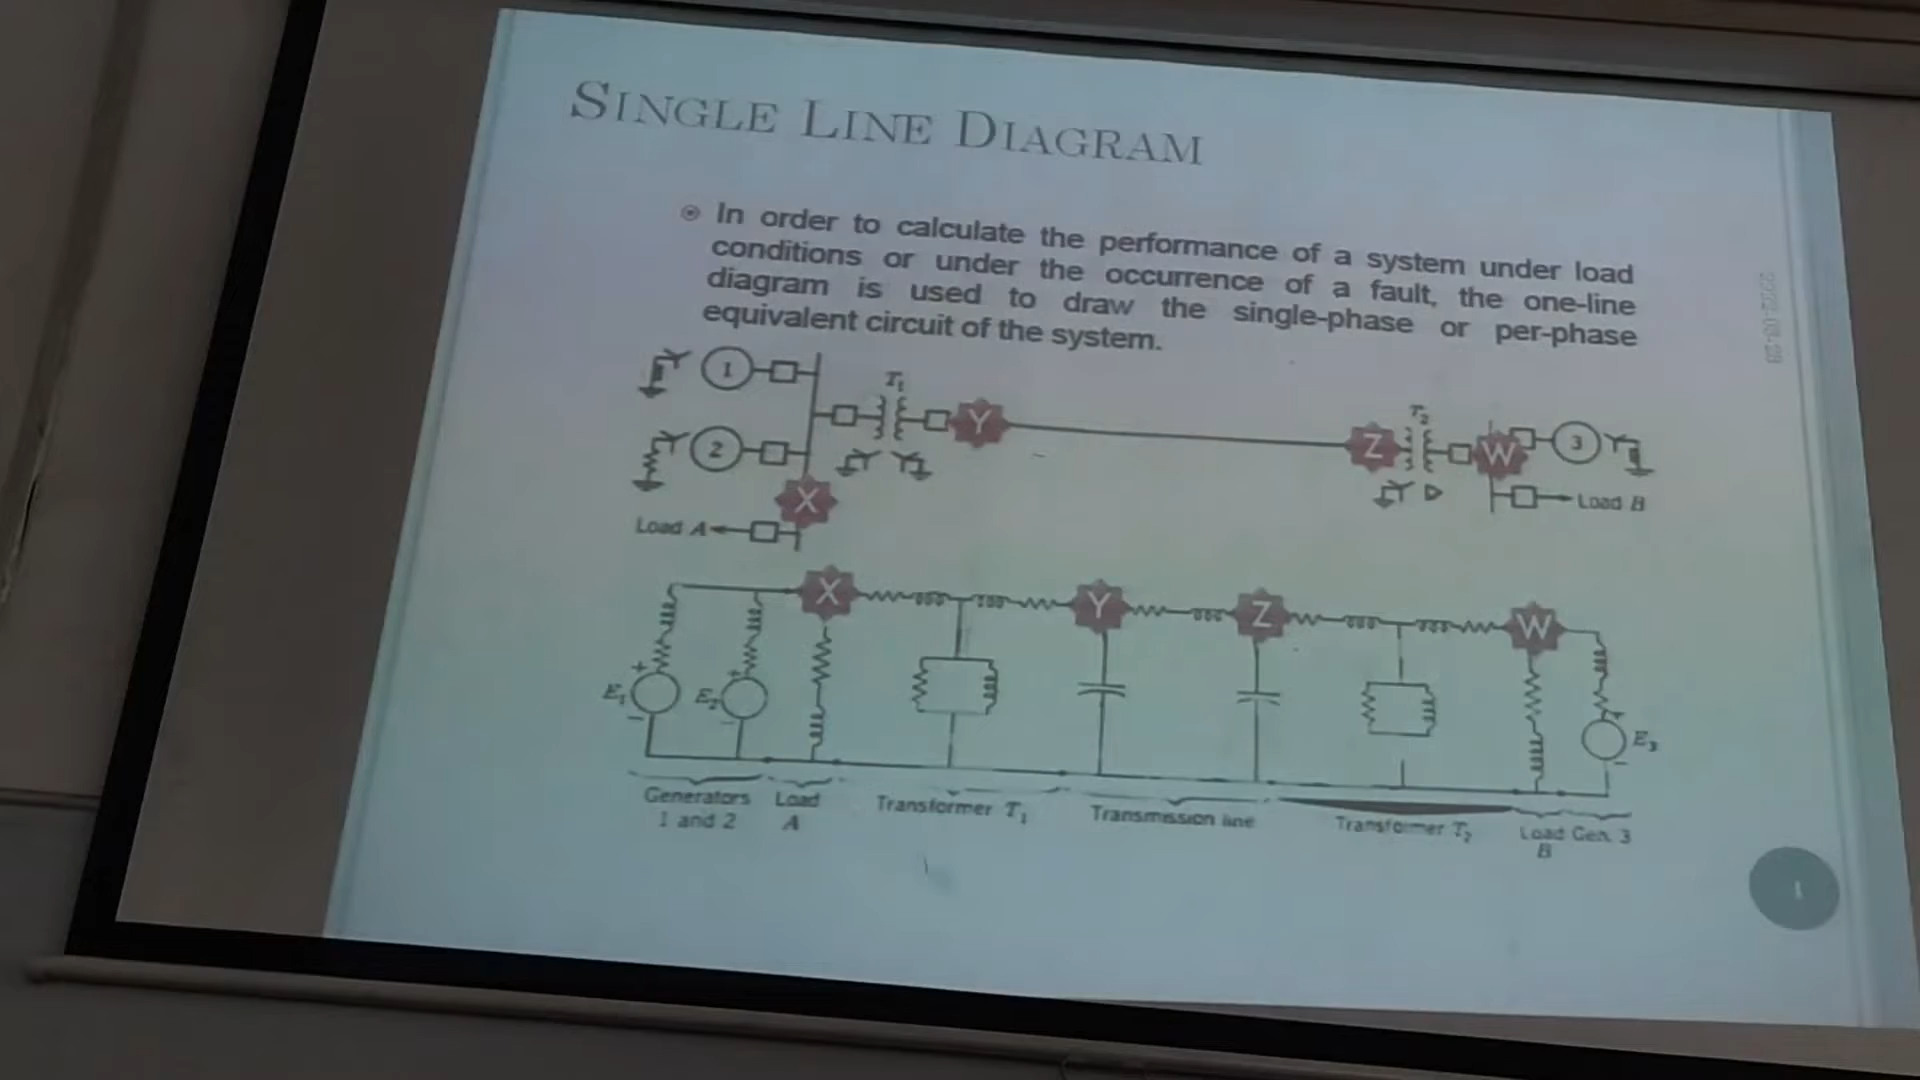 SINGLE LINE DIAGRAM
In order to calculate the performance of a system under load
conditions or under the occurrence of a fault, the one-line
diagram is used to draw the single-phase or per-phase
equivalent circuit of the system.
1
T₁
Y
2
X
Load A
Z
T₂
W
3
Load B
X
Y
Z
W
E₁
E₂
E₃
Generators
1 and 2
Load
A
Transformer T₁
Transmission line
Transformer T₂
Load Gen. 3
B
1